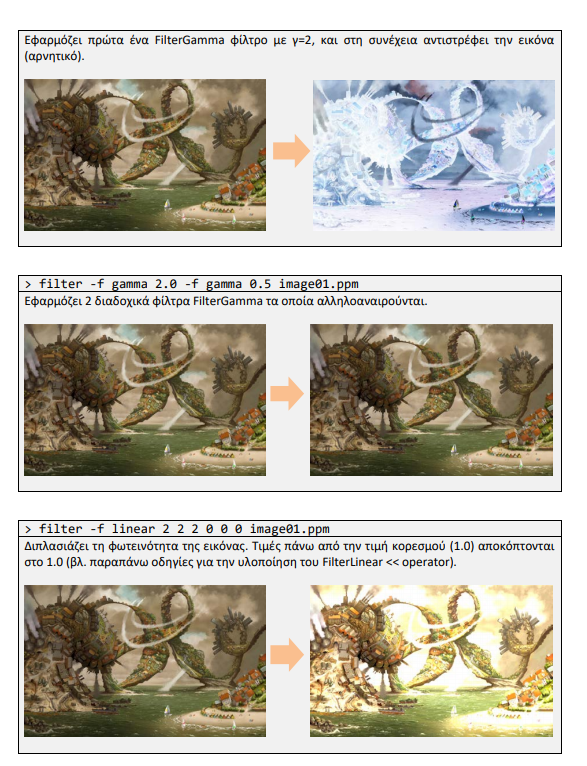 Εφαρμόζει πρώτα ένα FilterGamma φίλτρο με γ=2, και στη συνέχεια αντιστρέφει την εικόνα
(αρνητικό).
> filter -f gamma 2.0 -f gamma 0.5 image01.ppm
Εφαρμόζει 2 διαδοχικά φίλτρα FilterGamma τα οποία αλληλοαναιρούνται.
> filter -f linear 2 2 2 0 0 0 image01.ppm
Διπλασιάζει τη φωτεινότητα της εικόνας. Τιμές πάνω από την τιμή κορεσμού (1.0) αποκόπτονται
στο 1.0 (βλ. παραπάνω οδηγίες για την υλοποίηση του FilterLinear << operator).